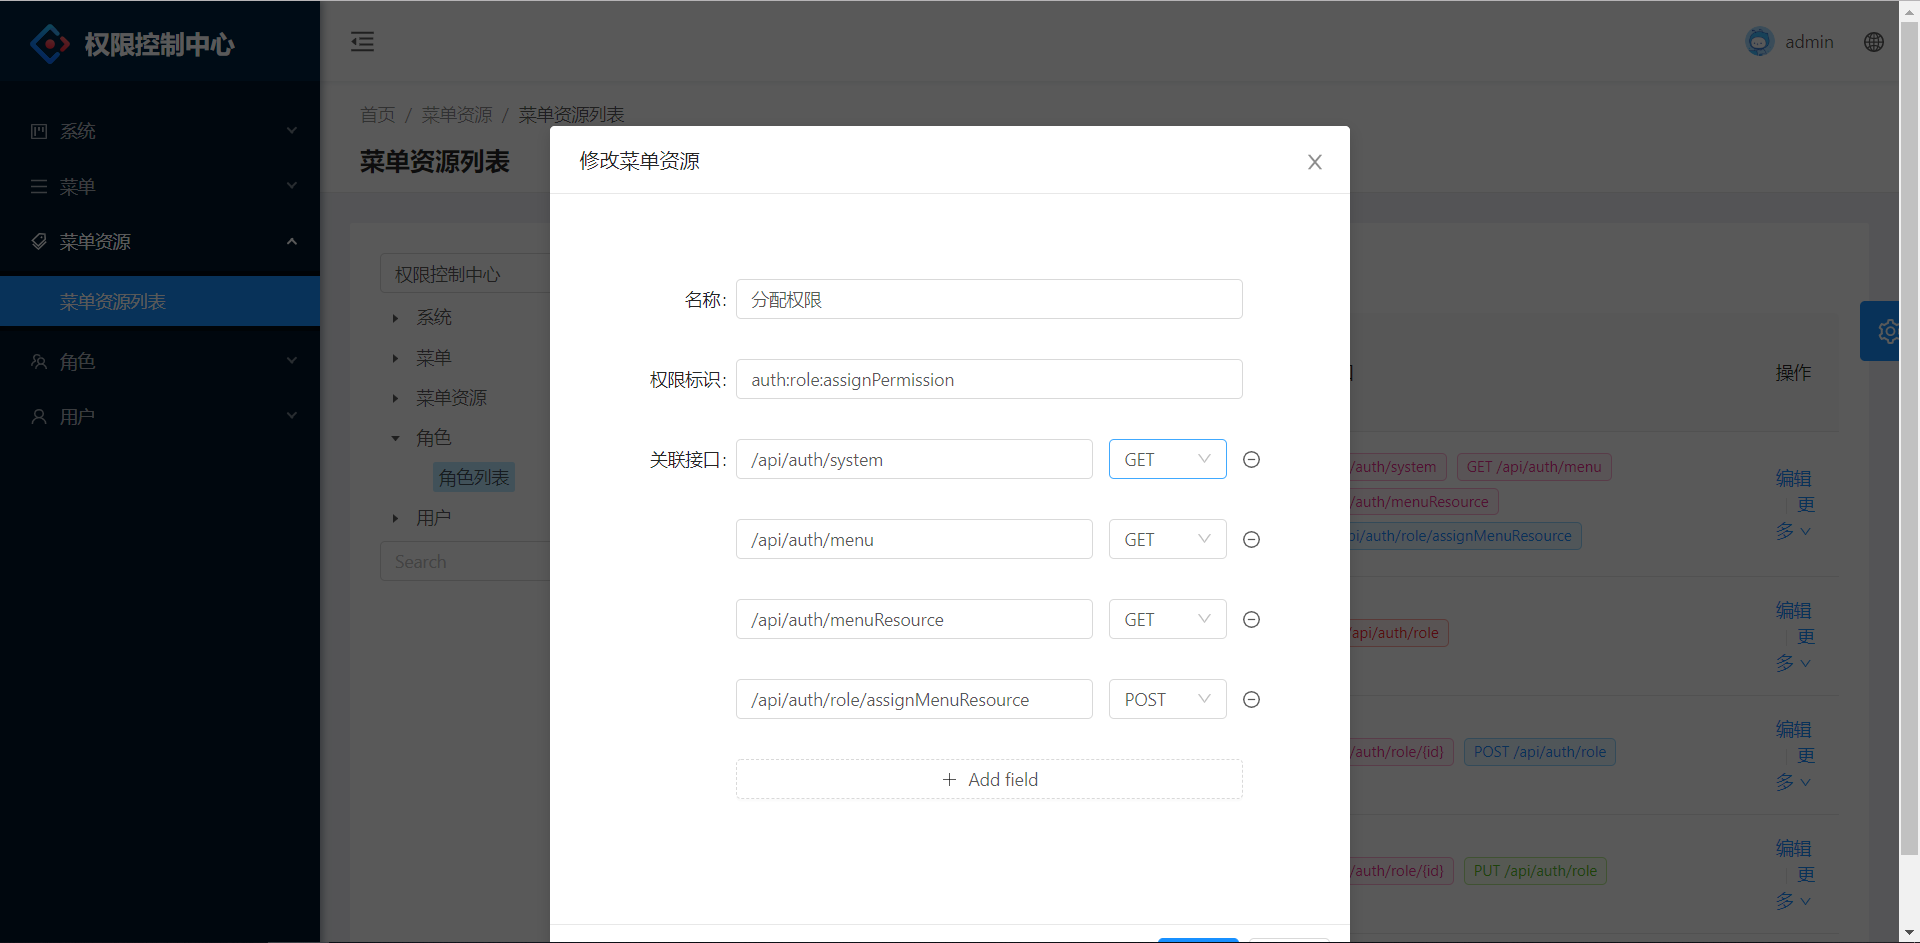 权限控制中心
admin
系统
菜单
菜单资源
菜单资源列表
角色
用户
首页 / 菜单资源 / 菜单资源列表
菜单资源列表
权限控制中心
系统
菜单
菜单资源
角色
角色列表
用户
Search
修改菜单资源
名称: 分配权限
权限标识: auth:role:assignPermission
关联接口: /api/auth/system GET
/api/auth/menu GET
/api/auth/menuResource GET
/api/auth/role/assignMenuResource POST
+ Add field
操作
/auth/system GET /api/auth/menu
/auth/menuResource
/auth/role/assignMenuResource
编辑
更
多
/api/auth/role
编辑
更
多
/auth/role/{id} POST /api/auth/role
编辑
更
多
/auth/role/{id} PUT /api/auth/role
编辑
更
多